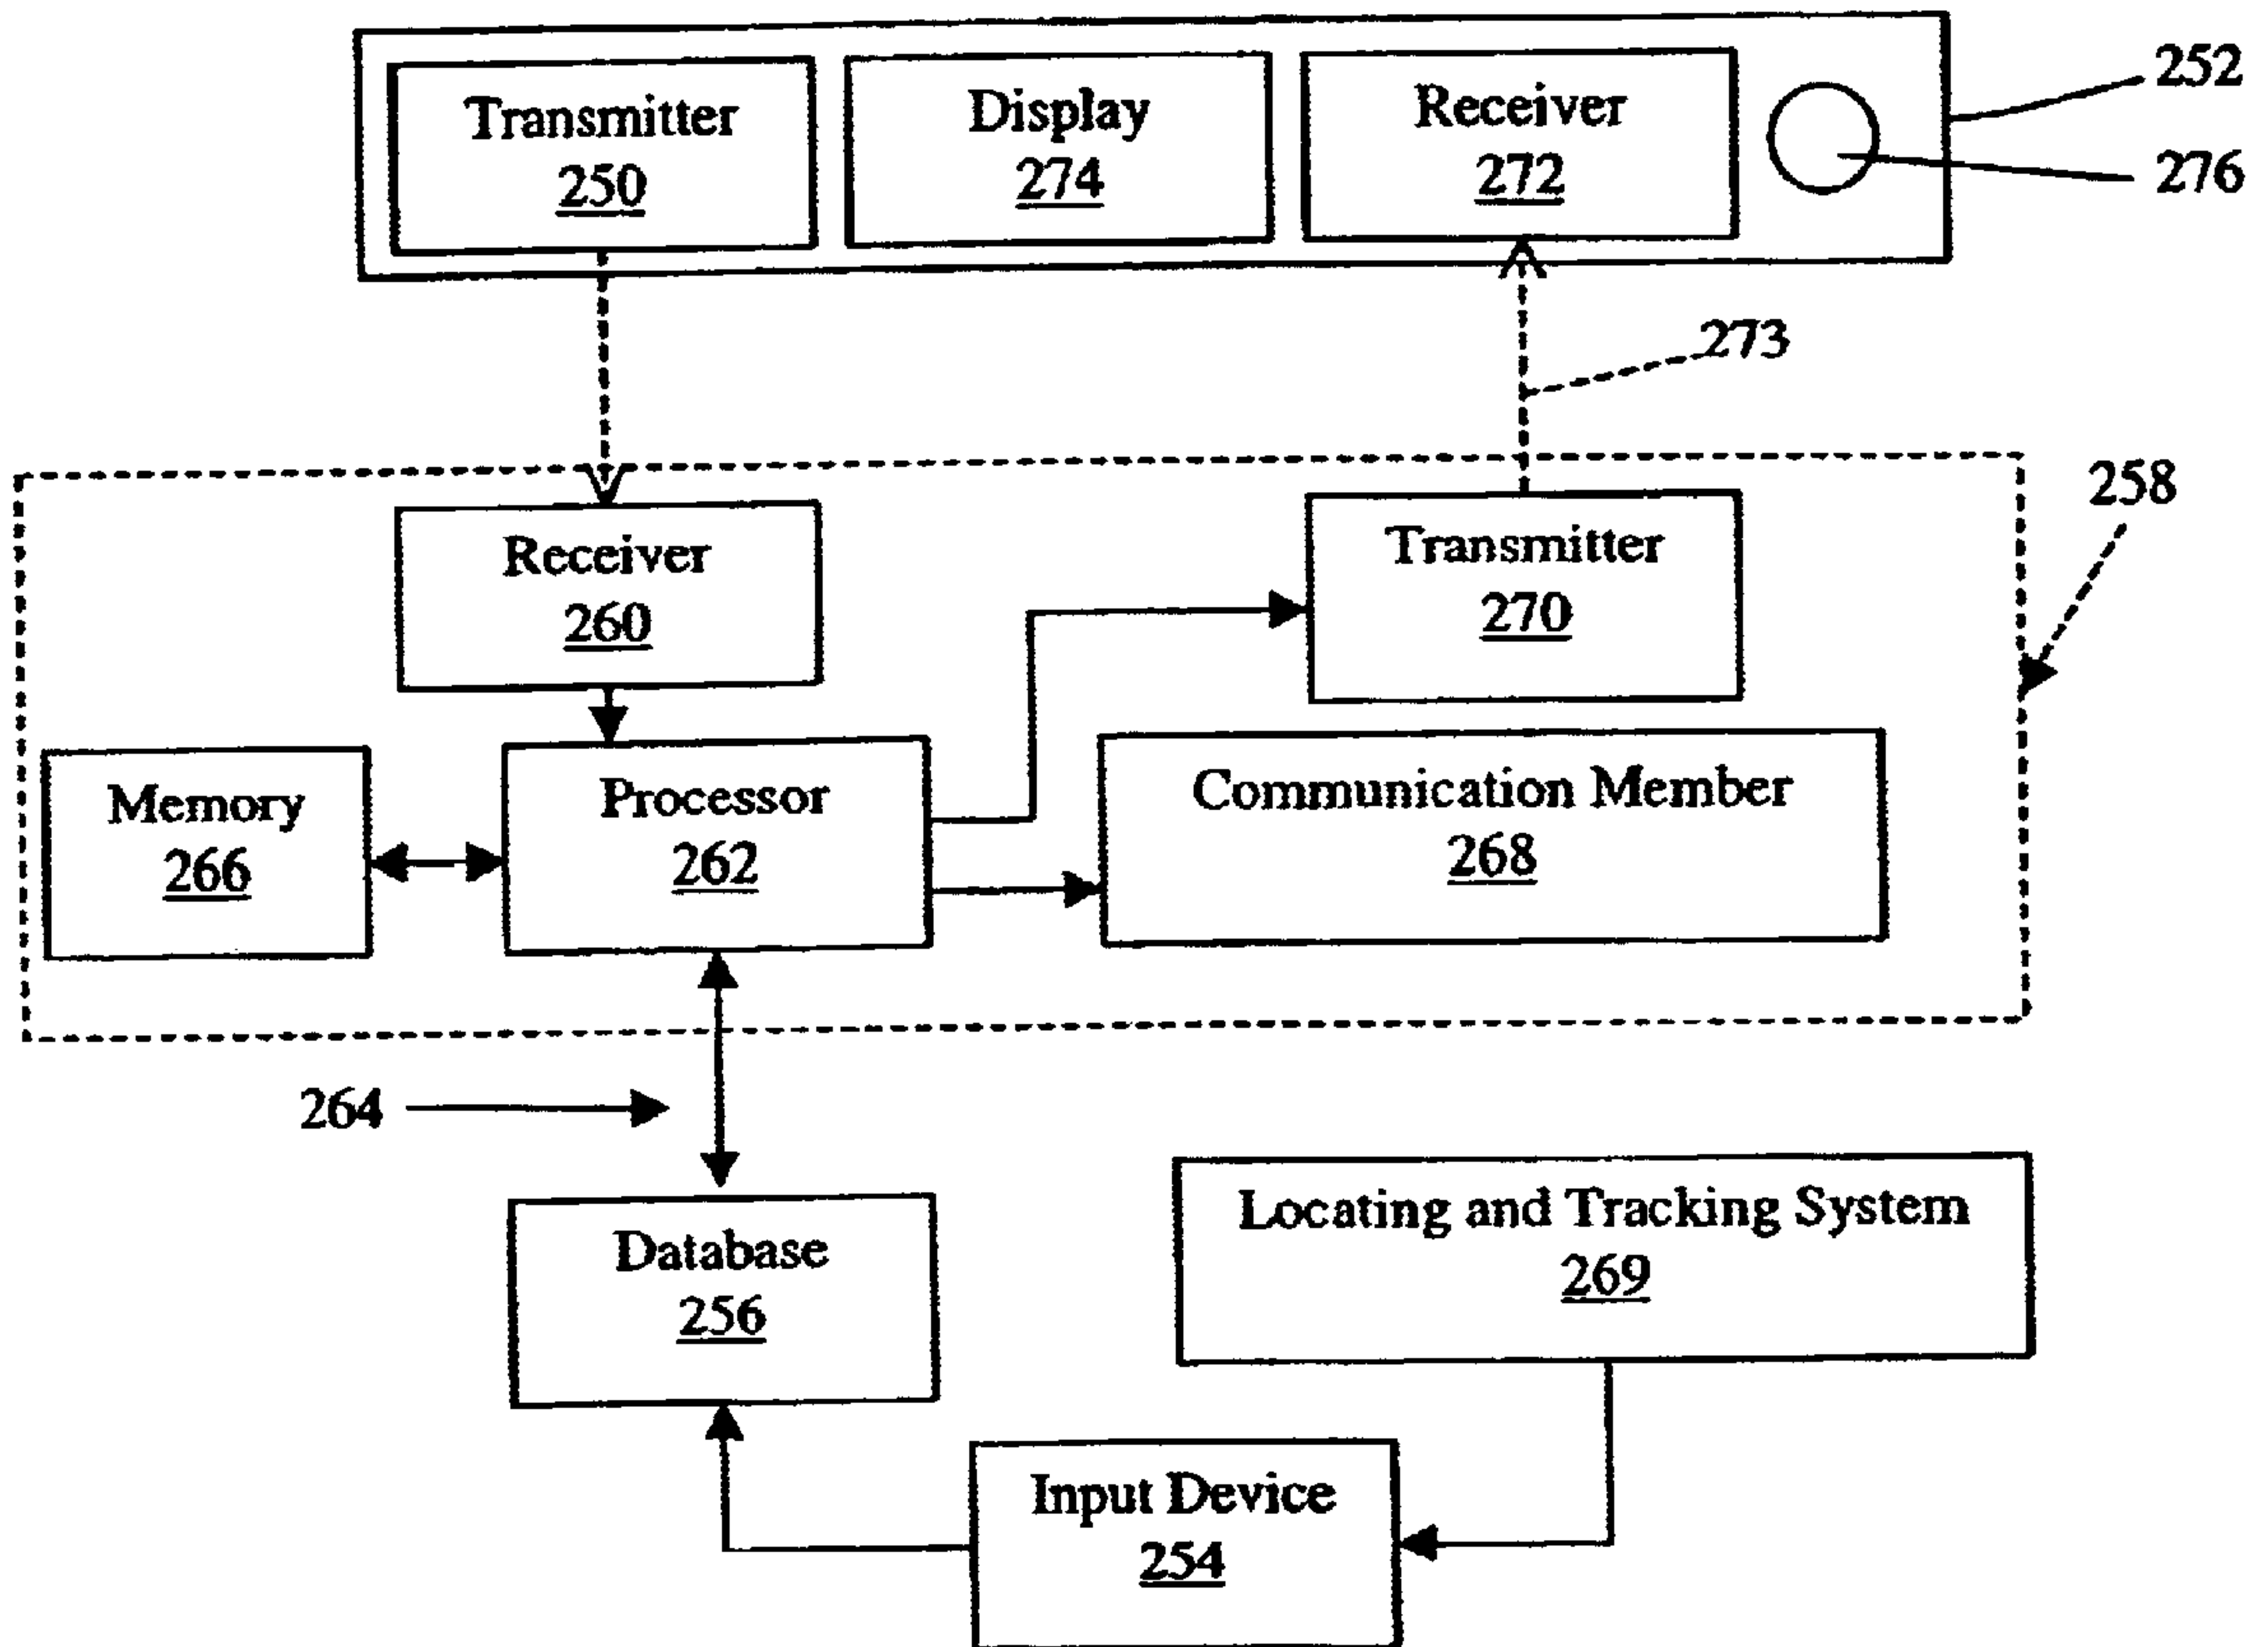 Transmitter
250
Display
274
Receiver
272
252
276
273
258
Receiver
260
Transmitter
270
Memory
266
Processor
262
Communication Member
268
264
Database
256
Locating and Tracking System
269
Input Device
254